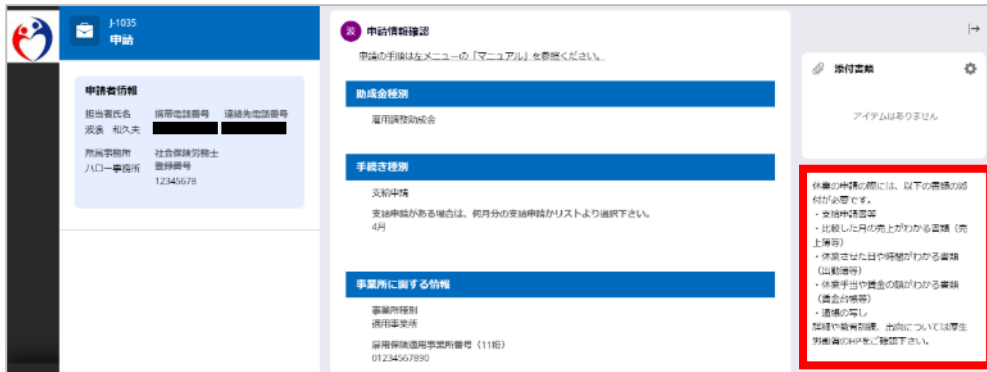 J-1035
申請
申請者情報
担当者氏名 携帯電話番号 連絡先電話番号
波浪 和久夫
所属事務所 社会保険労務士
ハロー事務所 登録番号
12345678
波 申請情報確認
申請の手順は左メニューの「マニュアル」を参照ください。
助成金種別
雇用調整助成金
手続き種別
支給申請
支給申請がある場合は、何月分の支給申請かリストより選択下さい。
4月
事業所に関する情報
事業所種別
適用事業所
雇用保険適用事業所番号（11桁）
01234567890
添付書類
アイテムはありません
休業の申請の際には、以下の書類の添
付が必要です。
・支給申請書等
・比較した月の売上がわかる書類（売
上簿等）
・休業させた日や時間がわかる書類
（出勤簿等）
・休業手当や賃金の額がわかる書類
（賃金台帳等）
・通帳の写し
詳細や教育訓練、出向については厚生
労働省のHPをご確認下さい。